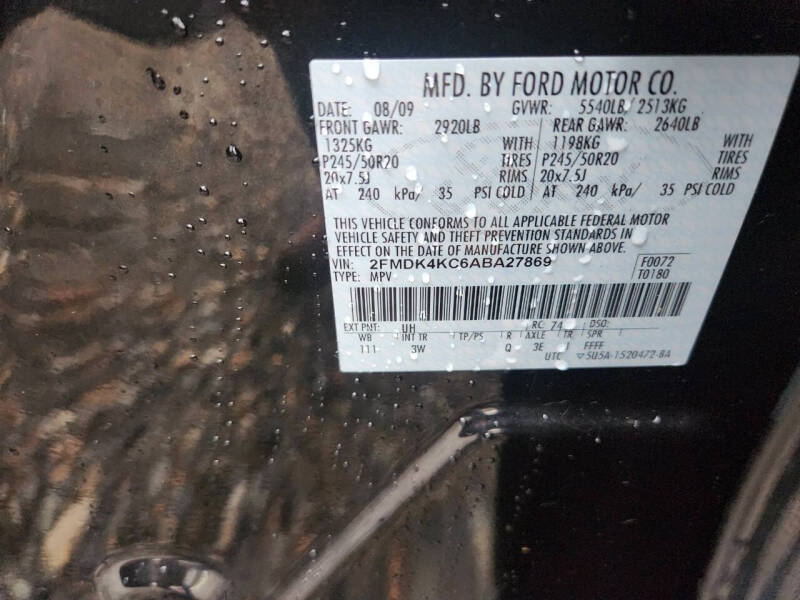 MFD. BY FORD MOTOR CO.
DATE: 08/09 GVWR: 5540LB / 2513KG
FRONT GAWR: 2920LB REAR GAWR: 2640LB
1325KG WITH 1198KG WITH
P245/50R20 TIRES P245/50R20 TIRES
20x7.5J RIMS 20x7.5J RIMS
AT 240 kPa/ 35 PSI COLD AT 240 kPa/ 35 PSI COLD
THIS VEHICLE CONFORMS TO ALL APPLICABLE FEDERAL MOTOR
VEHICLE SAFETY AND THEFT PREVENTION STANDARDS IN
EFFECT ON THE DATE OF MANUFACTURE SHOWN ABOVE.
VIN: 2FMDK4KC6ABA27869 F0072
TYPE: MPV T0180
EXT PNT: UH RC: 74 DSO:
WB INT TR TP/PS R AXLE TR SPR
111 3W Q 3E J FFFF
UTC ▽5U5A-1520472-BA